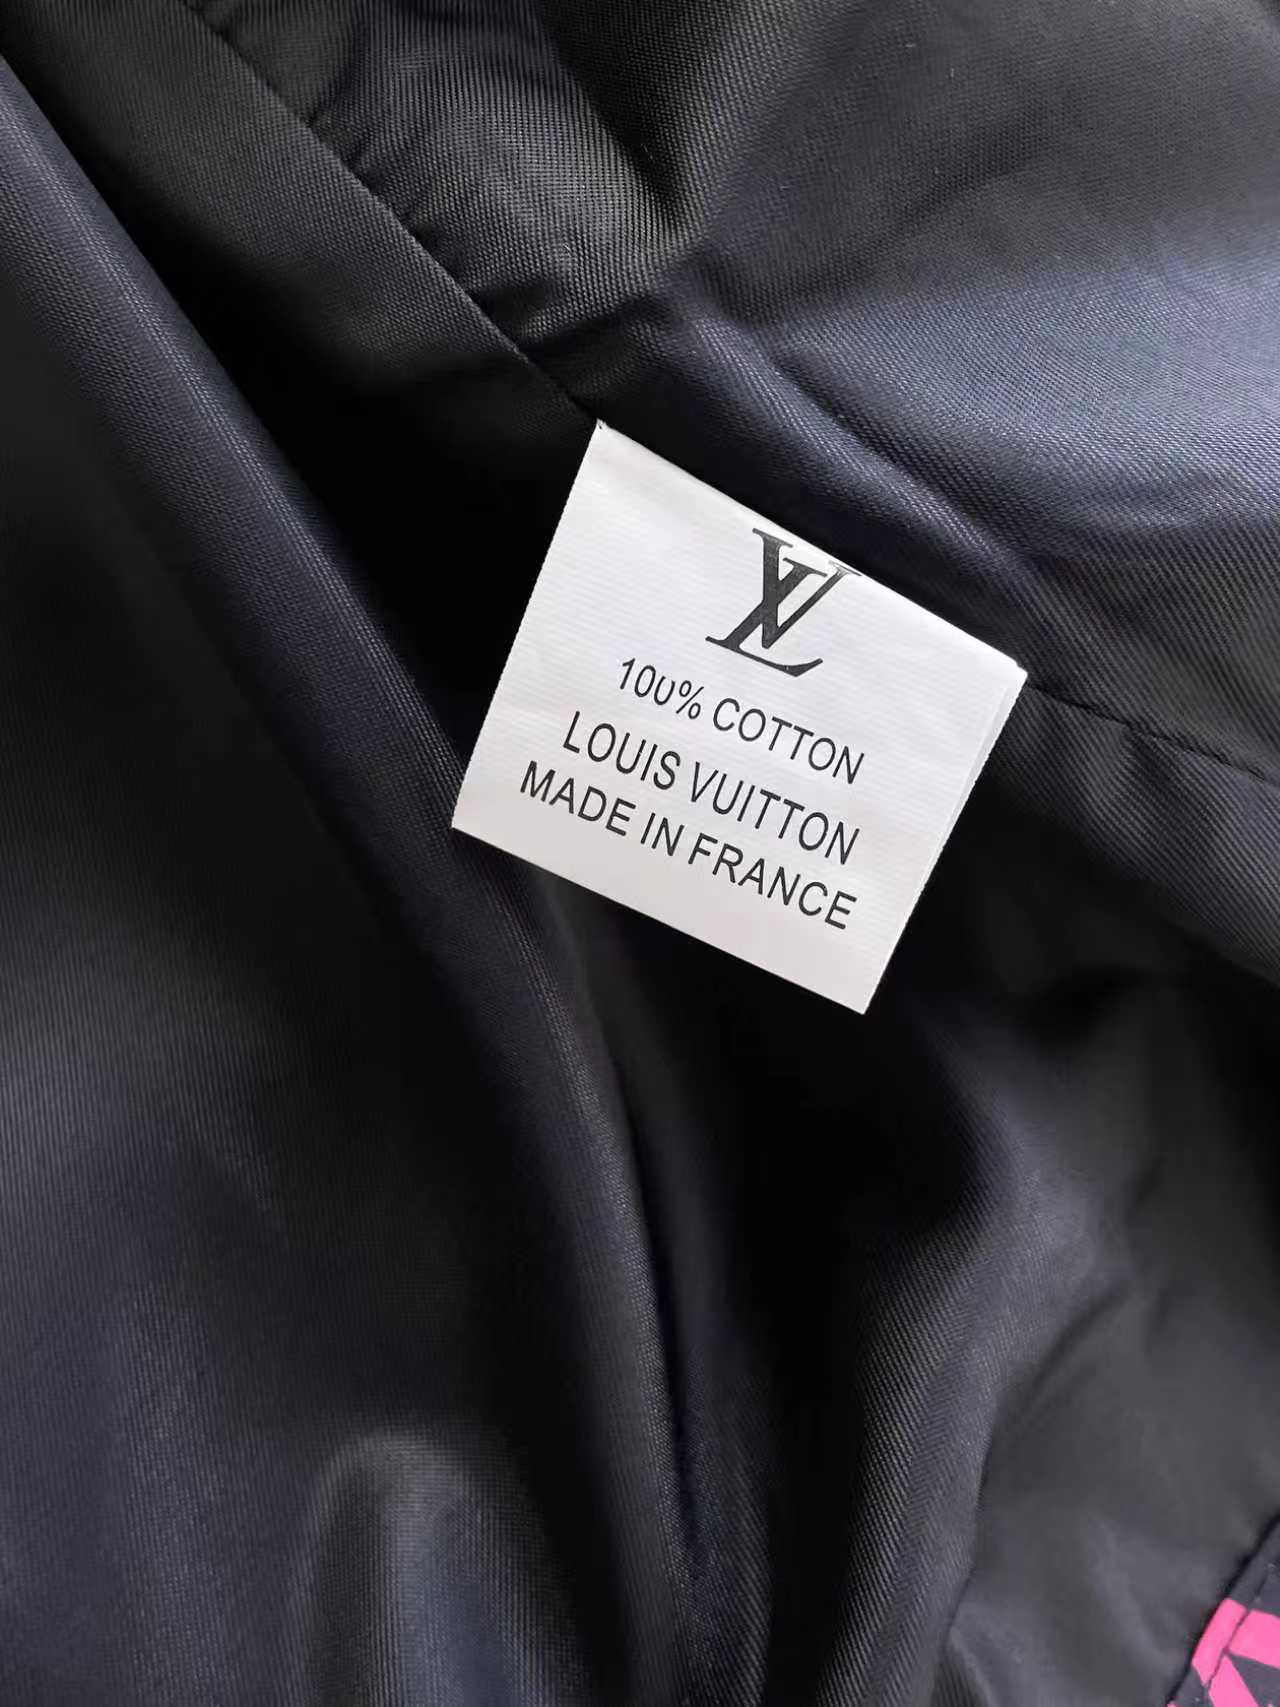 LV
100% COTTON
LOUIS VUITTON
MADE IN FRANCE